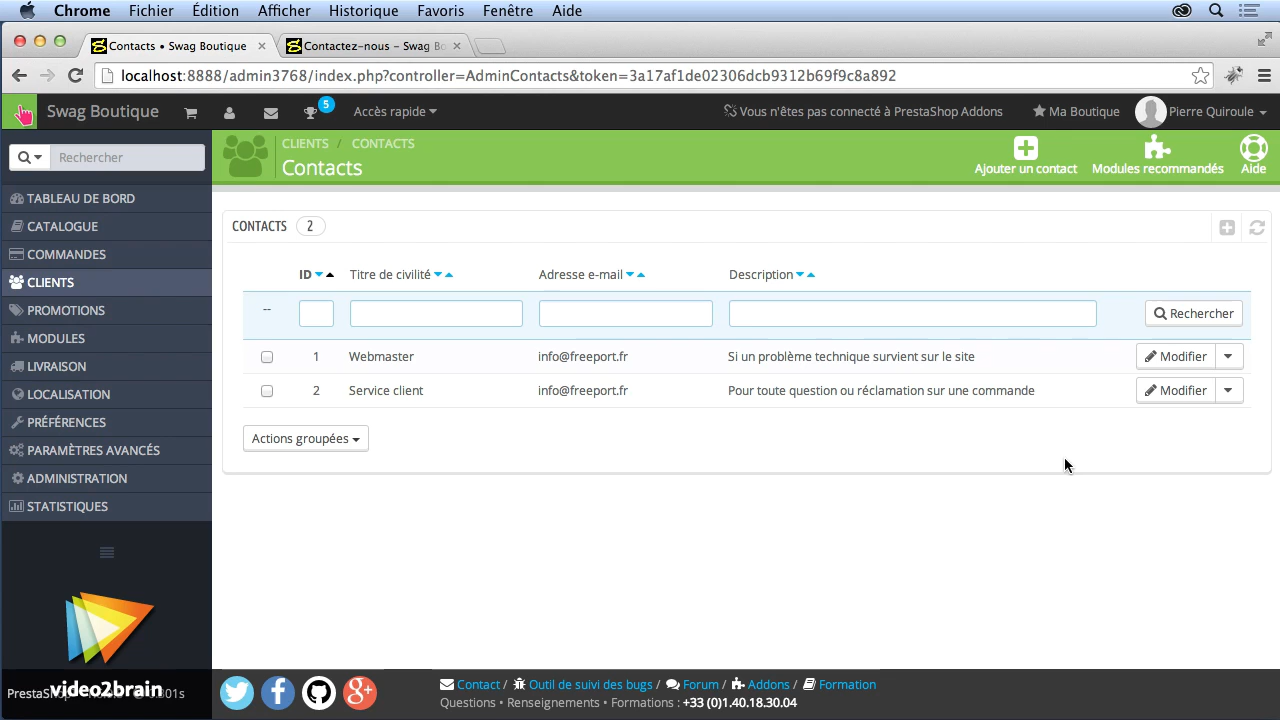 Chrome Fichier Édition Afficher Historique Favoris Fenêtre Aide
Contacts • Swag Boutique
Contactez-nous – Swag Bo
localhost:8888/admin3768/index.php?controller=AdminContacts&token=3a17af1de02306dcb9312b69f9c8a892
Swag Boutique 5 Accès rapide Vous n'êtes pas connecté à PrestaShop Addons Ma Boutique Pierre Quiroule
Rechercher
CLIENTS / CONTACTS
Contacts
Ajouter un contact Modules recommandés Aide
TABLEAU DE BORD
CATALOGUE
COMMANDES
CLIENTS
PROMOTIONS
MODULES
LIVRAISON
LOCALISATION
PRÉFÉRENCES
PARAMÈTRES AVANCÉS
ADMINISTRATION
STATISTIQUES
CONTACTS 2
ID Titre de civilité Adresse e-mail Description
-- Rechercher
1 Webmaster info@freeport.fr Si un problème technique survient sur le site Modifier
2 Service client info@freeport.fr Pour toute question ou réclamation sur une commande Modifier
Actions groupées
video2brain
Contact / Outil de suivi des bugs / Forum / Addons / Formation
Questions • Renseignements • Formations : +33 (0)1.40.18.30.04